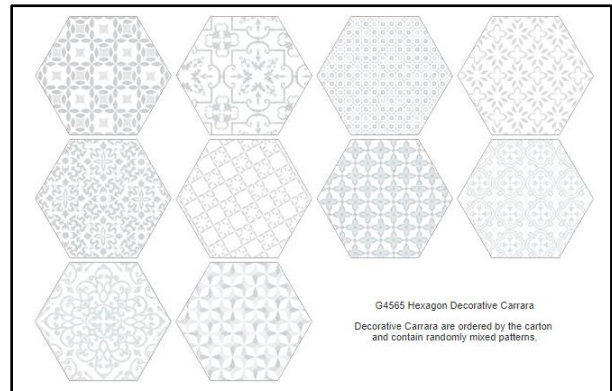 G4565 Hexagon Decorative Carrara
Decorative Carrara are ordered by the carton
and contain randomly mixed patterns.